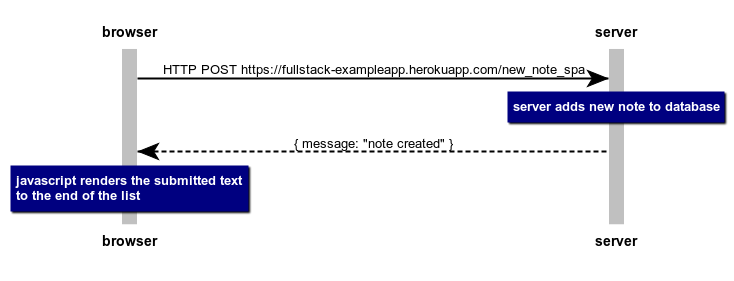 browser server
HTTP POST https://fullstack-exampleapp.herokuapp.com/new_note_spa
server adds new note to database
{ message: "note created" }
javascript renders the submitted text
to the end of the list
browser server